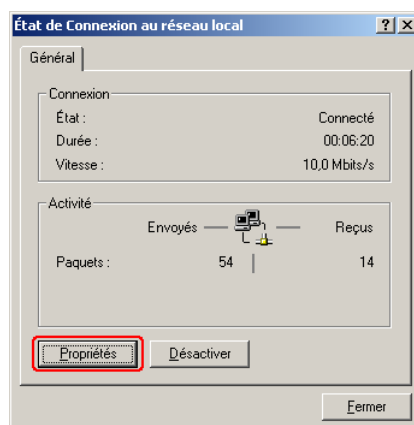 État de Connexion au réseau local
Général
Connexion
État : Connecté
Durée : 00:06:20
Vitesse : 10,0 Mbits/s
Activité
Envoyés Reçus
Paquets : 54 14
Propriétés Désactiver
Fermer